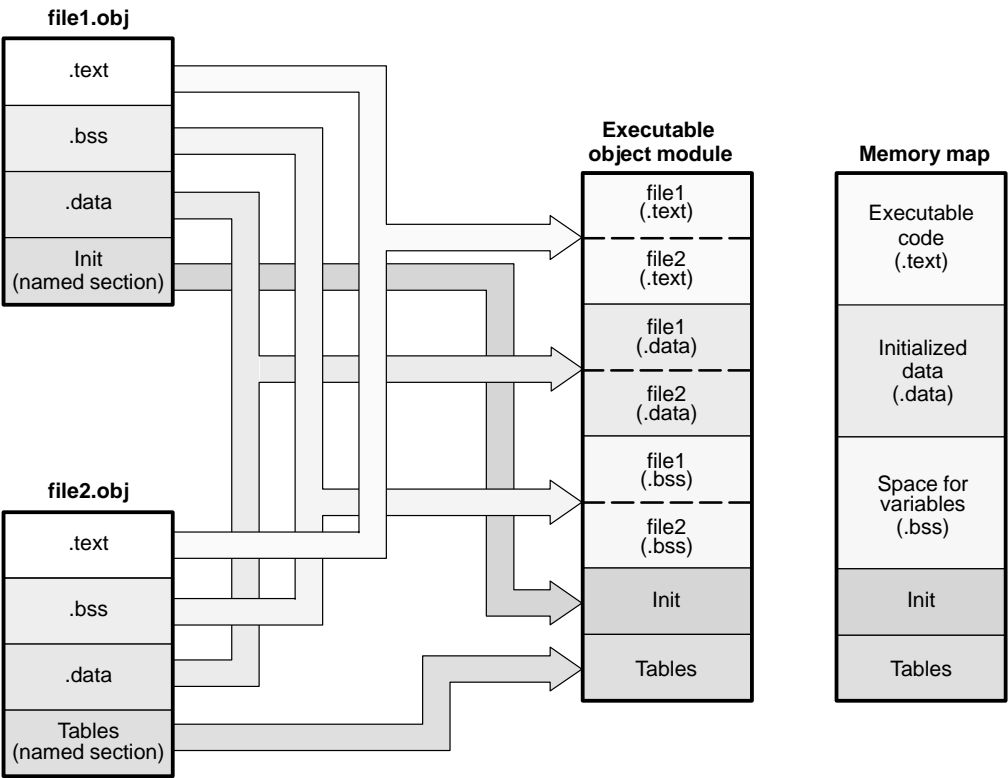 file1.obj
.text
.bss
.data
Init
(named section)
file2.obj
.text
.bss
.data
Tables
(named section)
Executable
object module
file1
(.text)
file2
(.text)
file1
(.data)
file2
(.data)
file1
(.bss)
file2
(.bss)
Init
Tables
Memory map
Executable
code
(.text)
Initialized
data
(.data)
Space for
variables
(.bss)
Init
Tables